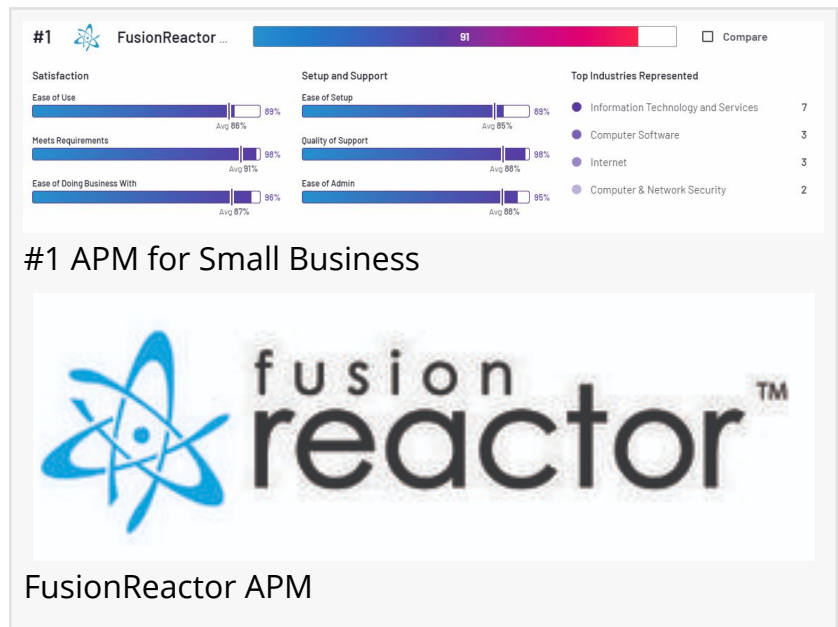 #1 FusionReactor ... 91 Compare
Satisfaction
Ease of Use
89%
Avg 86%
Meets Requirements
98%
Avg 91%
Ease of Doing Business With
96%
Avg 87%
Setup and Support
Ease of Setup
89%
Avg 85%
Quality of Support
98%
Avg 88%
Ease of Admin
95%
Avg 88%
Top Industries Represented
Information Technology and Services 7
Computer Software 3
Internet 3
Computer & Network Security 2
#1 APM for Small Business
fusion
reactor™
FusionReactor APM